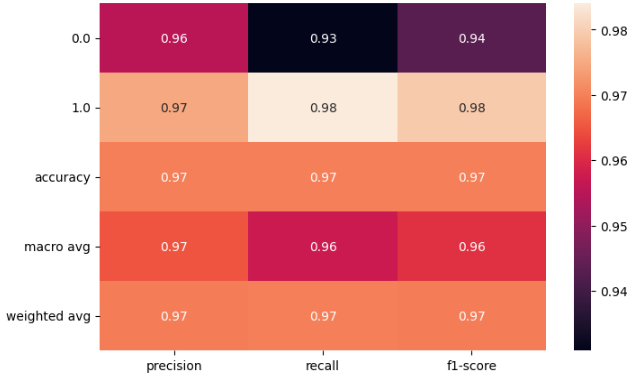 0.0 0.96 0.93 0.94
1.0 0.97 0.98 0.98
accuracy 0.97 0.97 0.97
macro avg 0.97 0.96 0.96
weighted avg 0.97 0.97 0.97
precision recall f1-score
0.98
0.97
0.96
0.95
0.94